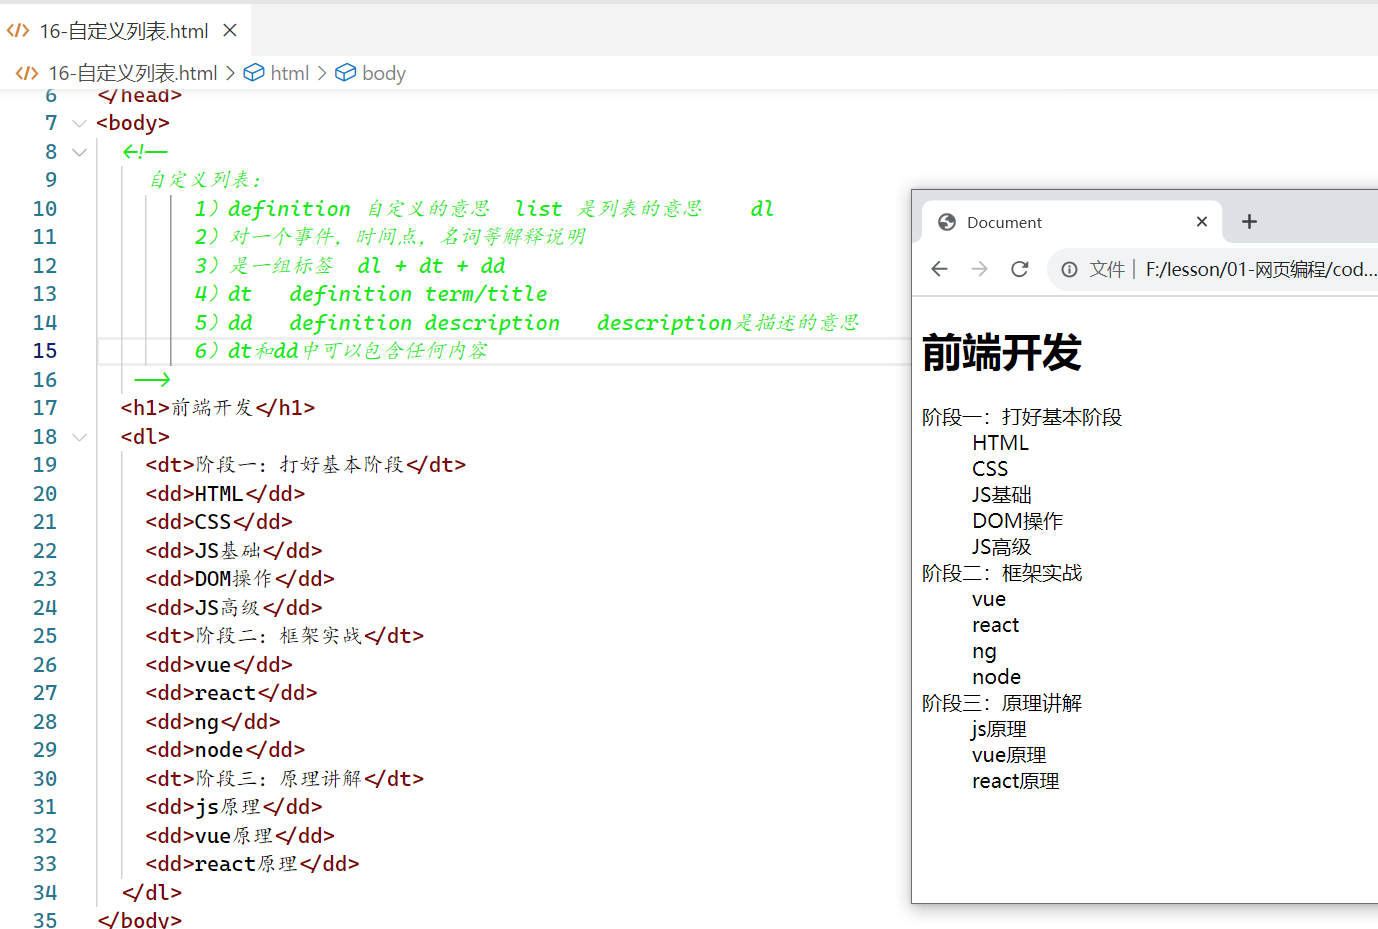 16-自定义列表.html
16-自定义列表.html > html > body
6 </head>
7 <body>
8 <!--
9 自定义列表：
10 1）definition 自定义的意思 list 是列表的意思 dl
11 2）对一个事件，时间点，名词等解释说明
12 3）是一组标签 dl + dt + dd
13 4）dt definition term/title
14 5）dd definition description description是描述的意思
15 6）dt和dd中可以包含任何内容
16 -->
17 <h1>前端开发</h1>
18 <dl>
19 <dt>阶段一：打好基本阶段</dt>
20 <dd>HTML</dd>
21 <dd>CSS</dd>
22 <dd>JS基础</dd>
23 <dd>DOM操作</dd>
24 <dd>JS高级</dd>
25 <dt>阶段二：框架实战</dt>
26 <dd>vue</dd>
27 <dd>react</dd>
28 <dd>ng</dd>
29 <dd>node</dd>
30 <dt>阶段三：原理讲解</dt>
31 <dd>js原理</dd>
32 <dd>vue原理</dd>
33 <dd>react原理</dd>
34 </dl>
35 </body>
Document
文件 | F:/lesson/01-网页编程/cod...
前端开发
阶段一：打好基本阶段
HTML
CSS
JS基础
DOM操作
JS高级
阶段二：框架实战
vue
react
ng
node
阶段三：原理讲解
js原理
vue原理
react原理